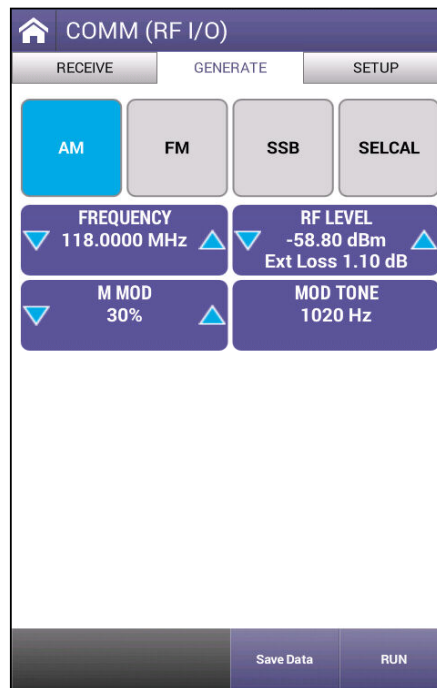 COMM (RF I/O)
RECEIVE GENERATE SETUP
AM FM SSB SELCAL
FREQUENCY
118.0000 MHz
RF LEVEL
-58.80 dBm
Ext Loss 1.10 dB
M MOD
30%
MOD TONE
1020 Hz
Save Data RUN